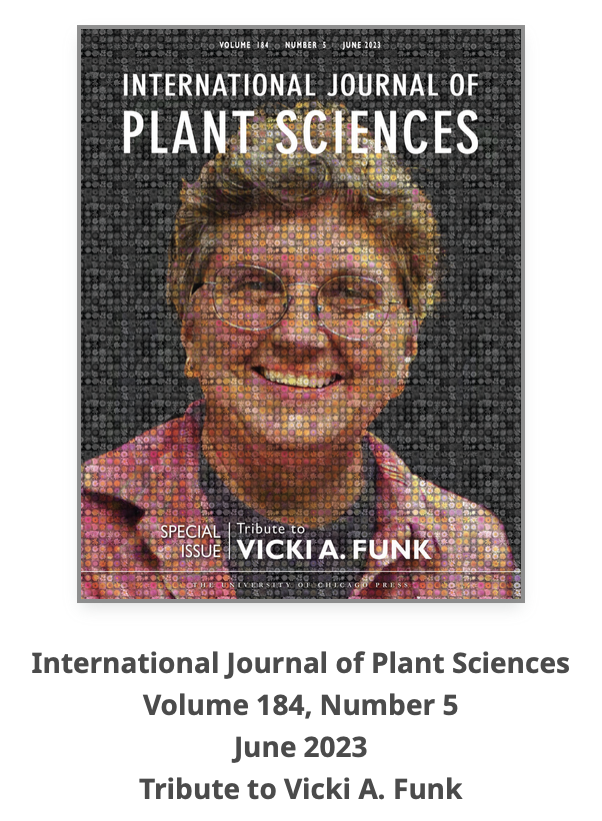 VOLUME 184 NUMBER 5 JUNE 2023
INTERNATIONAL JOURNAL OF
PLANT SCIENCES
SPECIAL ISSUE
Tribute to
VICKI A. FUNK
THE UNIVERSITY OF CHICAGO PRESS
International Journal of Plant Sciences
Volume 184, Number 5
June 2023
Tribute to Vicki A. Funk